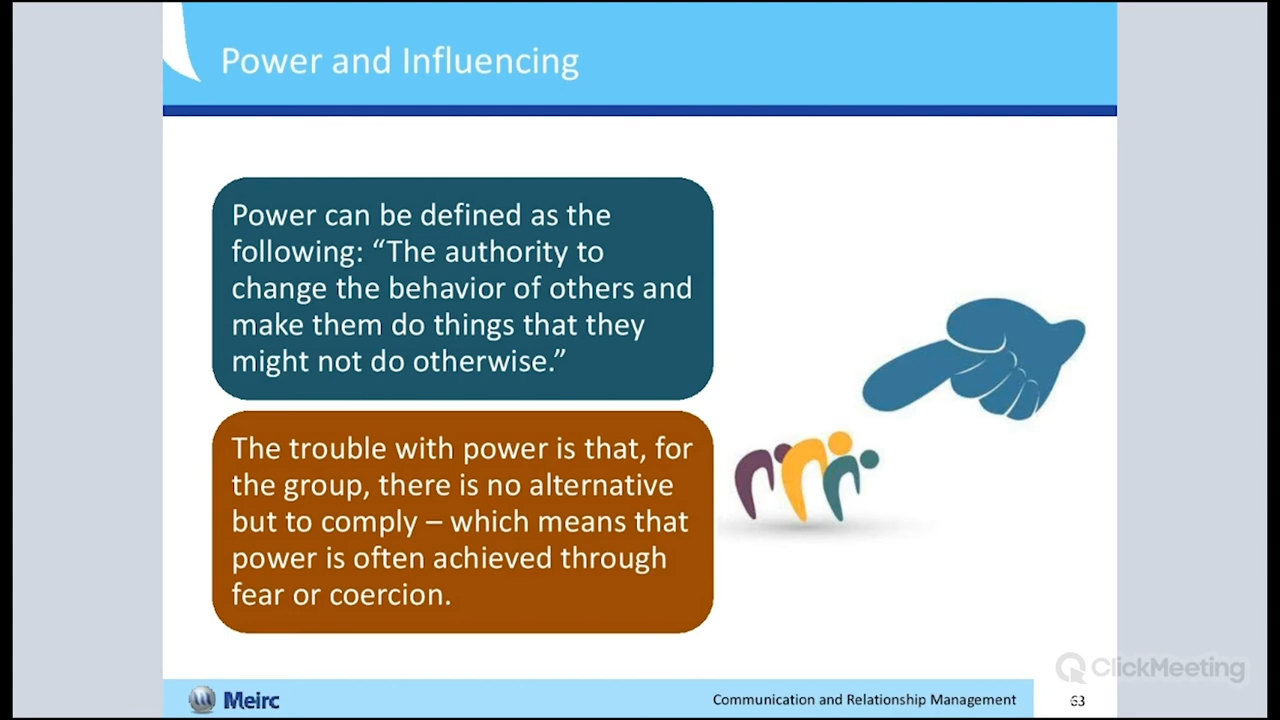 Power and Influencing
Power can be defined as the
following: “The authority to
change the behavior of others and
make them do things that they
might not do otherwise.”
The trouble with power is that, for
the group, there is no alternative
but to comply – which means that
power is often achieved through
fear or coercion.
ClickMeeting
Meirc
Communication and Relationship Management
63